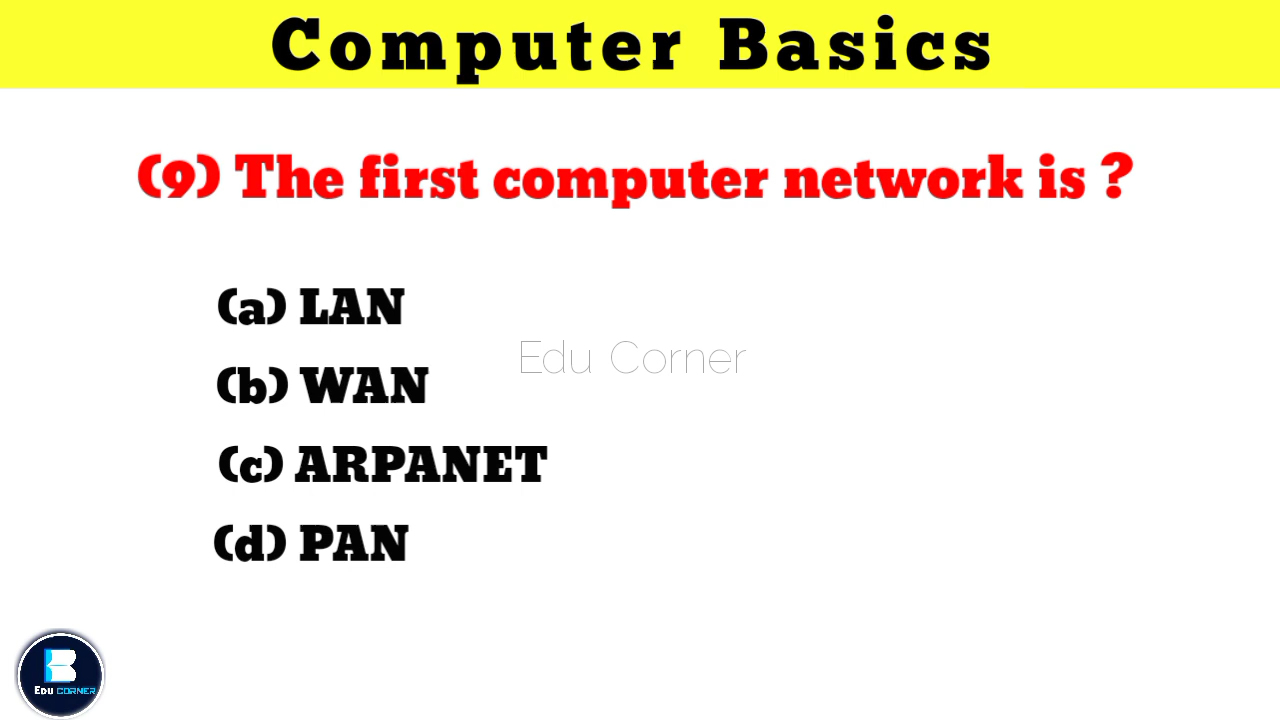 Computer Basics
(9) The first computer network is ?
(a) LAN
Edu Corner
(b) WAN
(c) ARPANET
(d) PAN
B
EDU CORNER